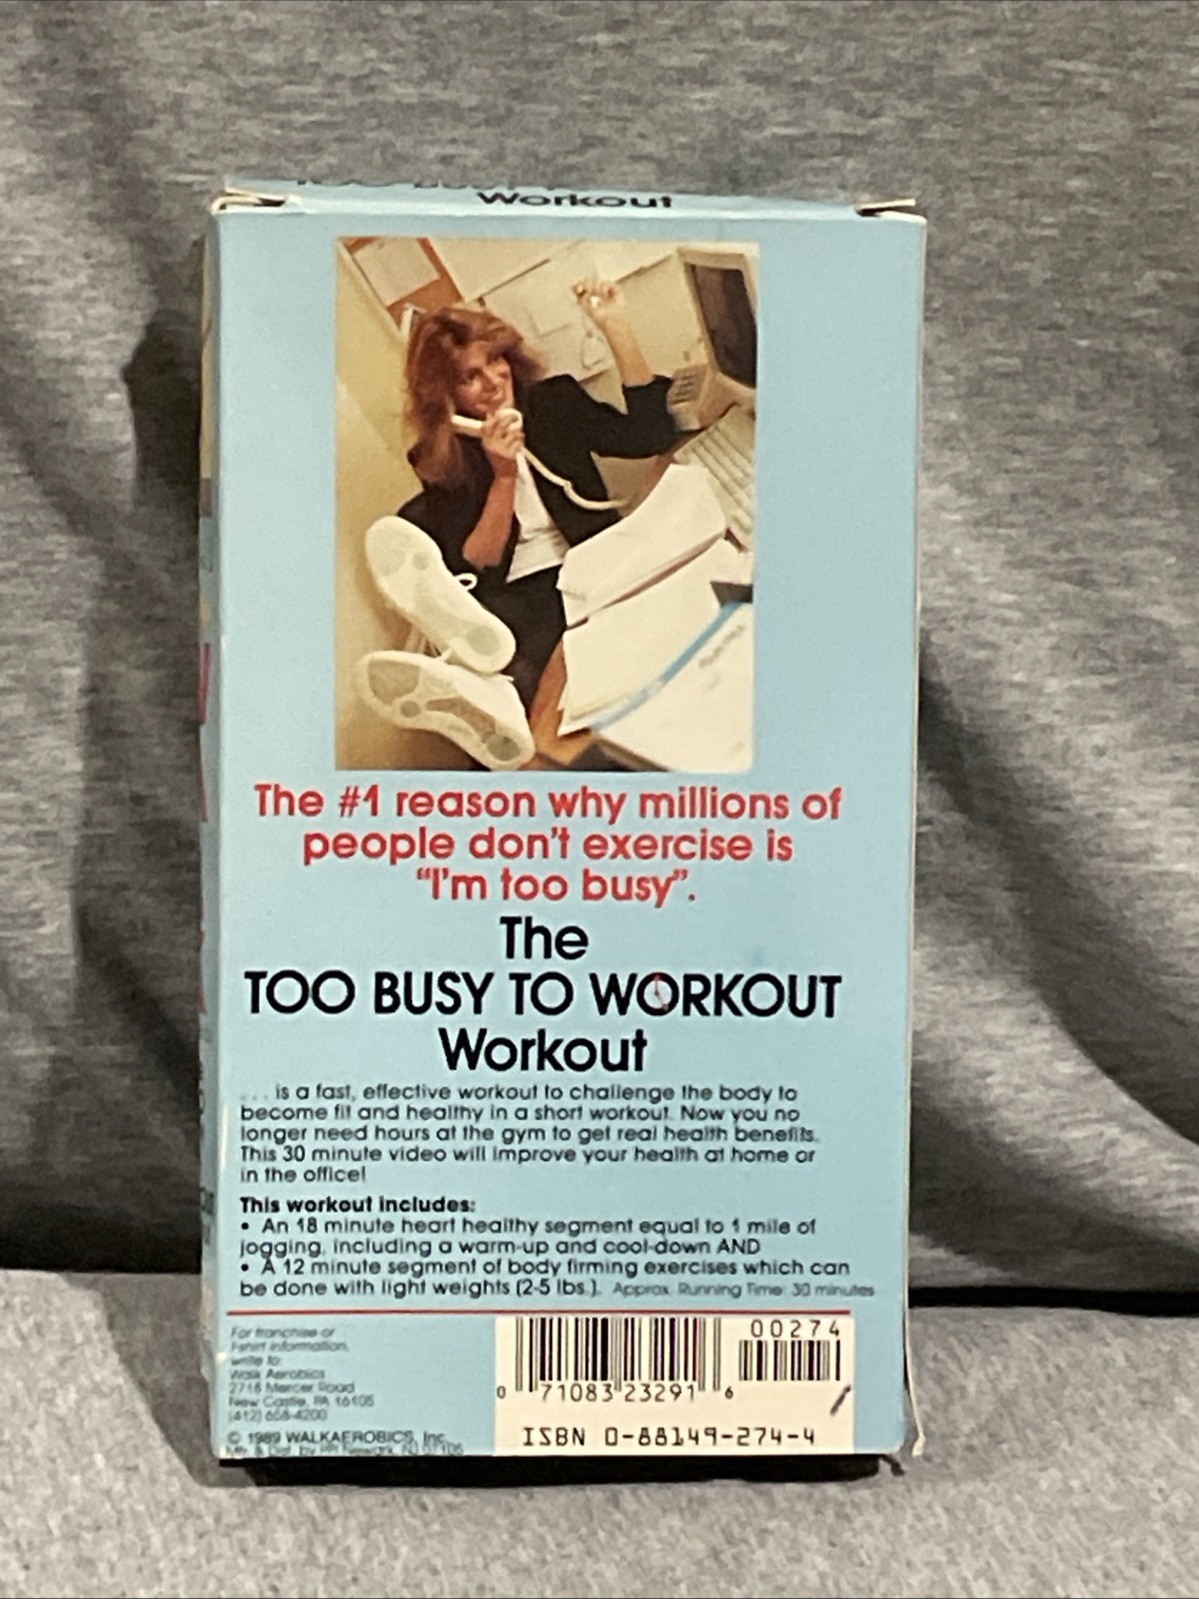 Workout
The #1 reason why millions of
people don't exercise is
"I'm too busy".
The
TOO BUSY TO WORKOUT
Workout
... is a fast, effective workout to challenge the body to
become fit and healthy in a short workout. Now you no
longer need hours at the gym to get real health benefits.
This 30 minute video will improve your health at home or
in the office!
This workout includes:
• An 18 minute heart healthy segment equal to 1 mile of
jogging, including a warm-up and cool-down AND
• A 12 minute segment of body firming exercises which can
be done with light weights (2-5 lbs.). Approx. Running Time: 30 minutes
For franchise or
t-shirt information,
write to:
Walk Aerobics
2718 Mercer Road
New Castle, PA 16105
(412) 658-4200
© 1989 WALKAEROBICS, Inc.
Mfr. & Dist. by Newark, NJ 07105
00274
0 71083 23291 6
ISBN 0-88149-274-4